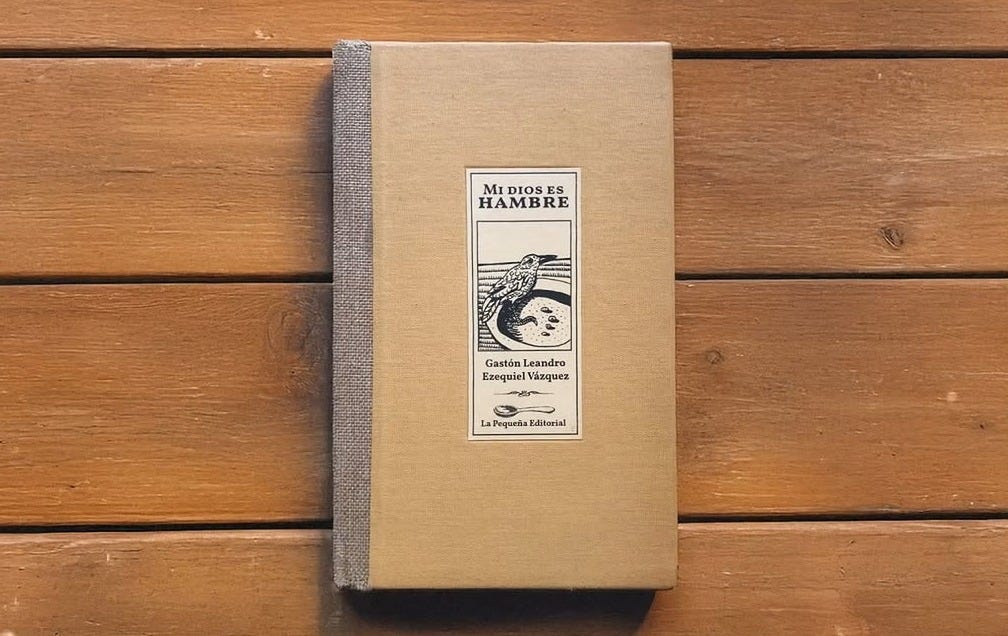 MI DIOS ES
HAMBRE
Gastón Leandro
Ezequiel Vázquez
La Pequeña Editorial